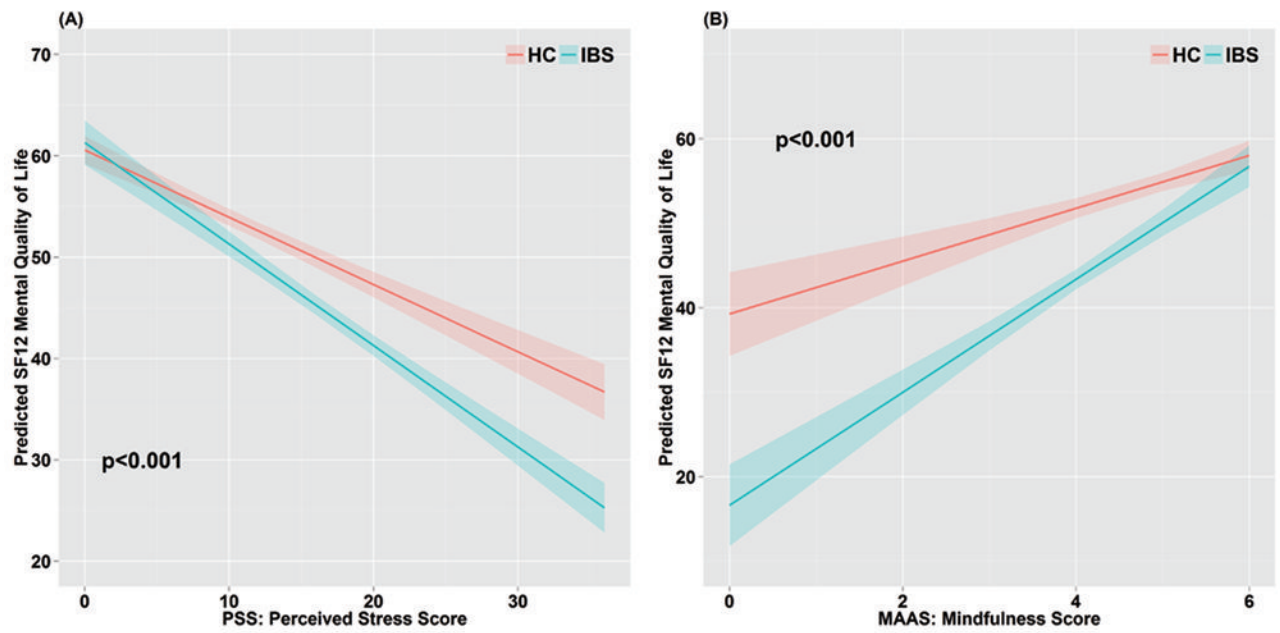 (A)
HC IBS
70
60
50
40
30
20
p<0.001
Predicted SF12 Mental Quality of Life
0 10 20 30
PSS: Perceived Stress Score
(B)
HC IBS
60
40
20
p<0.001
Predicted SF12 Mental Quality of Life
0 2 4 6
MAAS: Mindfulness Score